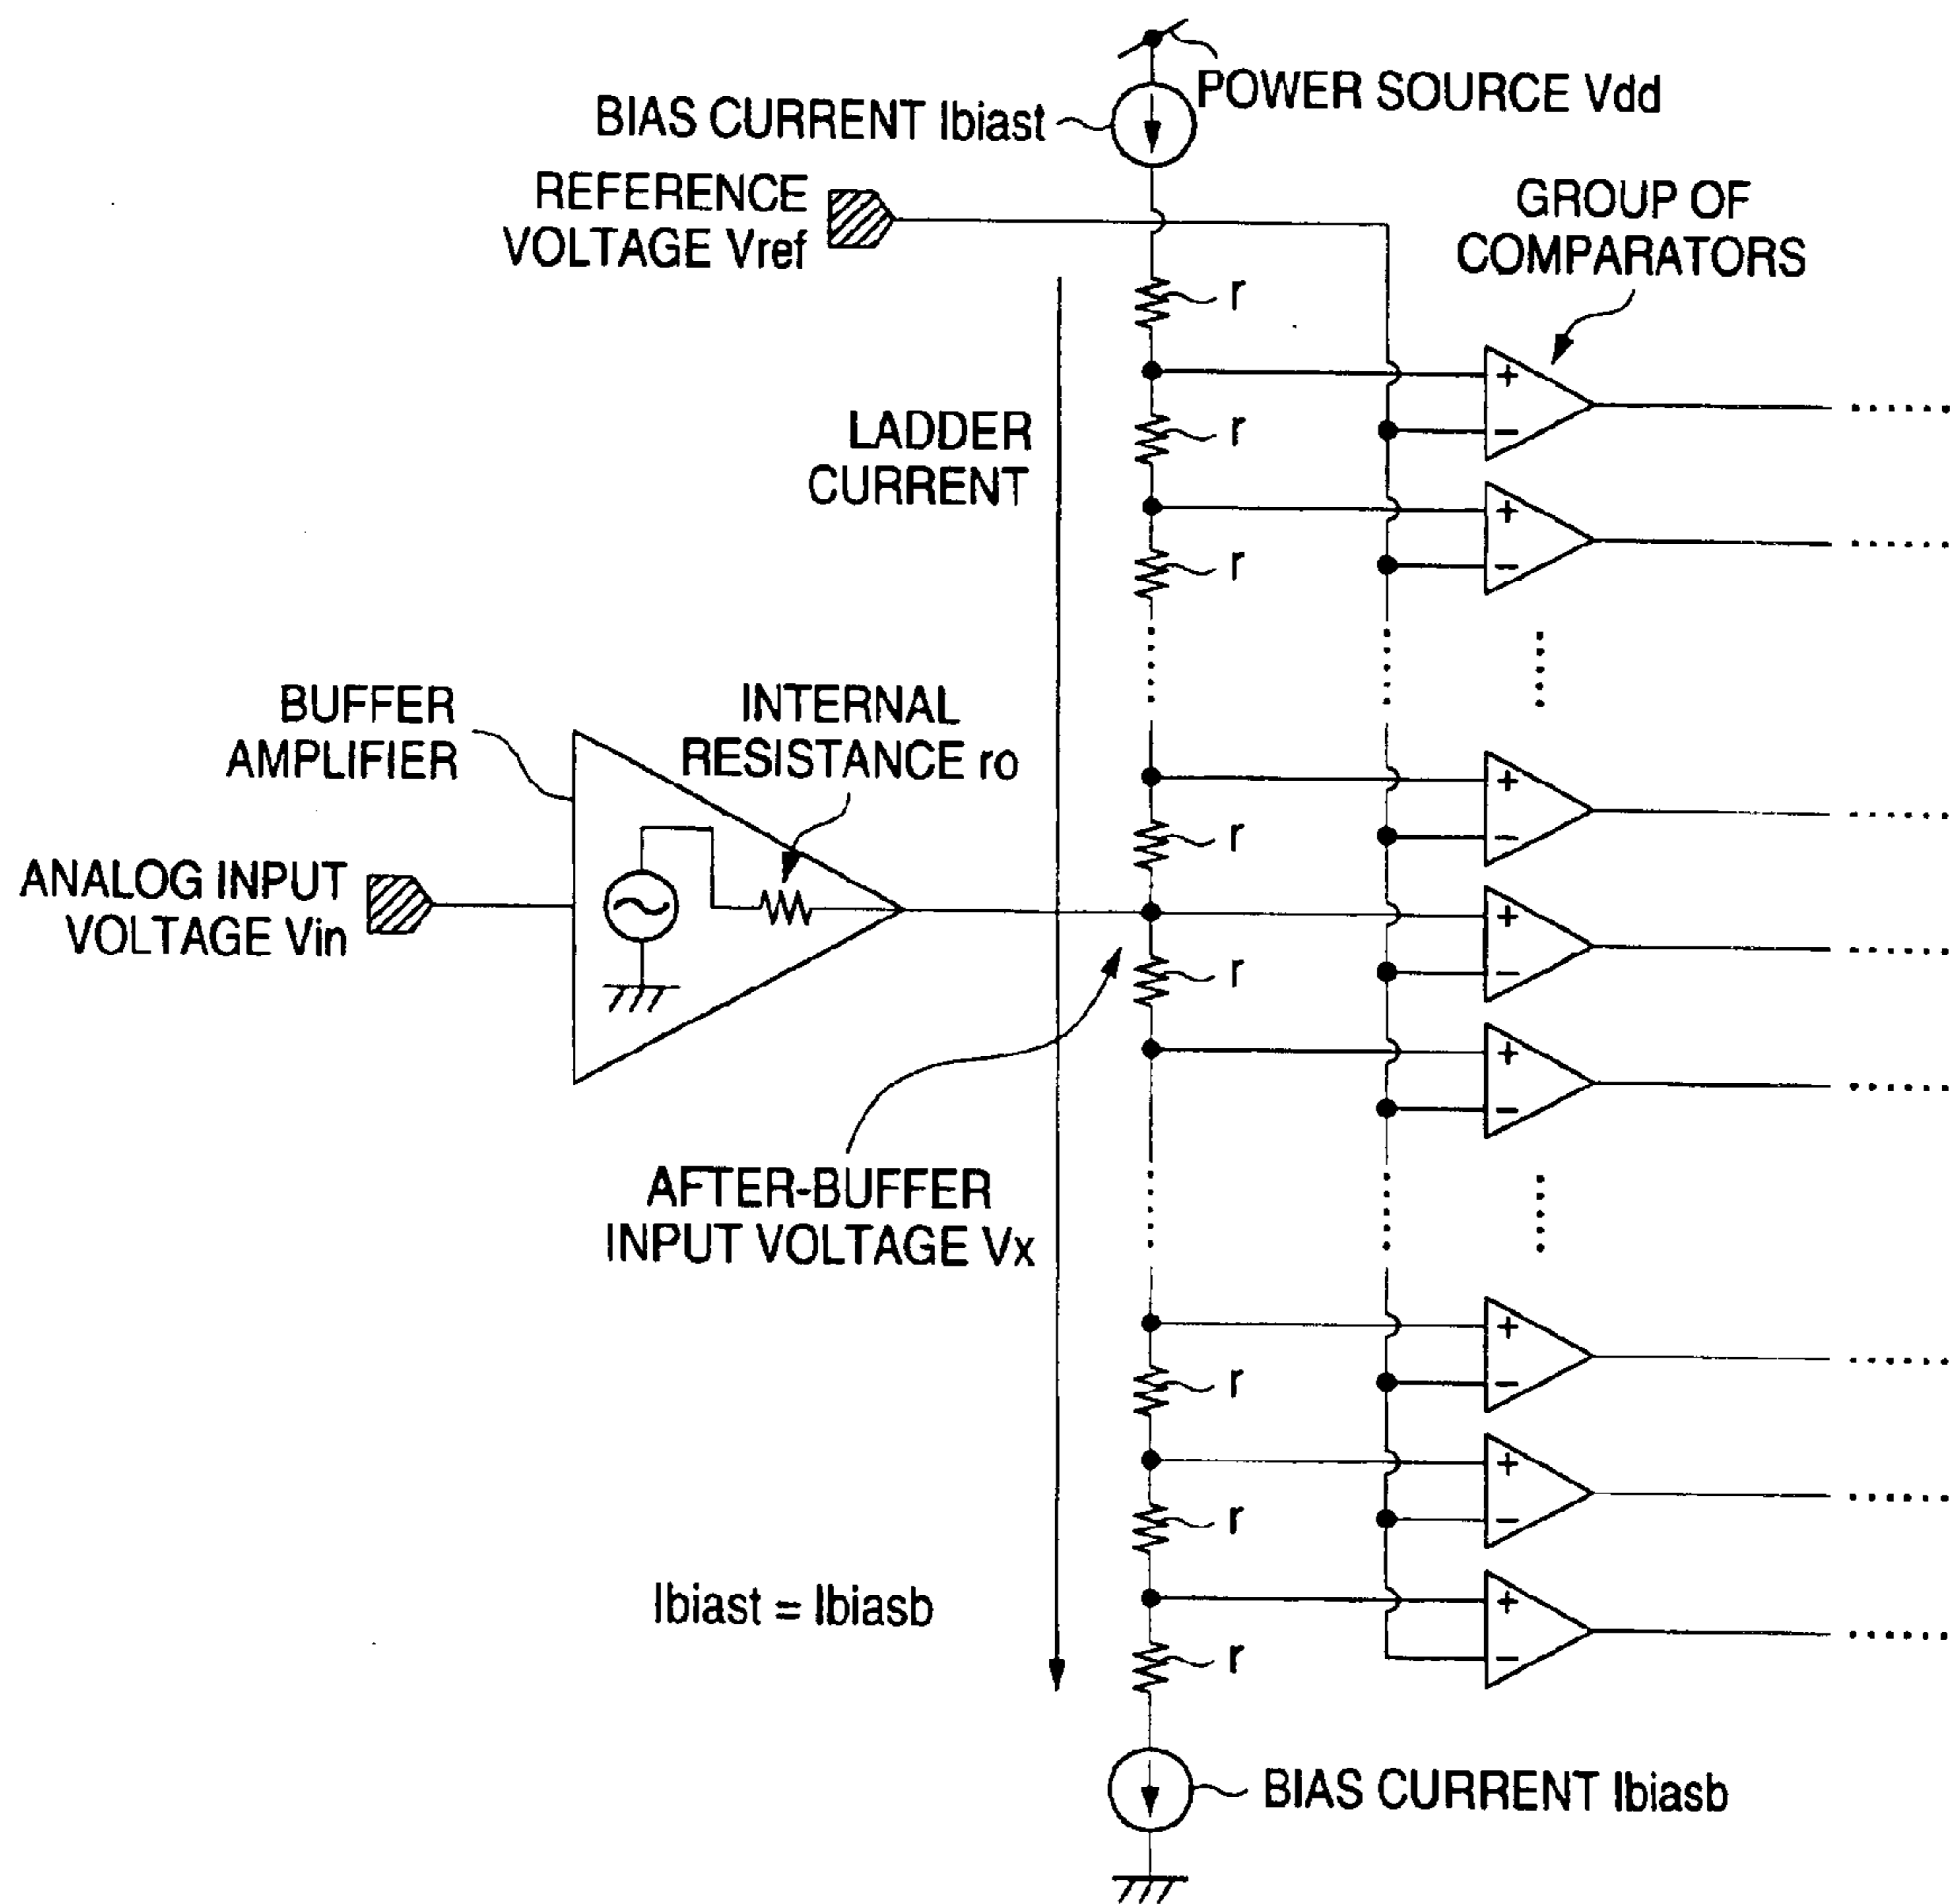 POWER SOURCE Vdd
BIAS CURRENT Ibiast
REFERENCE
VOLTAGE Vref
GROUP OF
COMPARATORS
r
+
−
LADDER
CURRENT
r
+
−
r
BUFFER
AMPLIFIER
INTERNAL
RESISTANCE ro
+
−
r
ANALOG INPUT
VOLTAGE Vin
+
−
r
+
−
AFTER-BUFFER
INPUT VOLTAGE Vx
+
−
r
+
−
r
Ibiast = Ibiasb
+
−
r
BIAS CURRENT Ibiasb